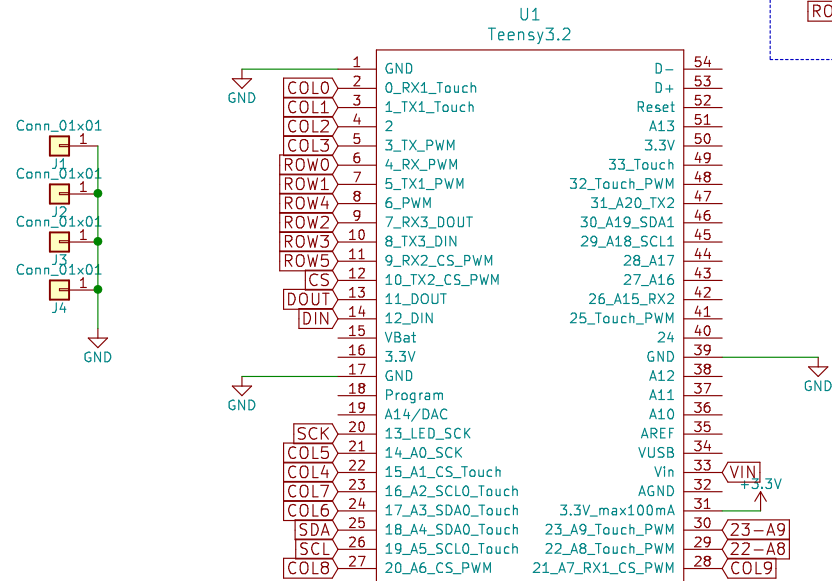 RO
U1
Teensy3.2
1 GND D- 54
COL0 2 0_RX1_Touch D+ 53
COL1 3 1_TX1_Touch Reset 52
COL2 4 2 A13 51
COL3 5 3_TX_PWM 3.3V 50
ROW0 6 4_RX_PWM 33_Touch 49
ROW1 7 5_TX1_PWM 32_Touch_PWM 48
ROW4 8 6_PWM 31_A20_TX2 47
ROW2 9 7_RX3_DOUT 30_A19_SDA1 46
ROW3 10 8_TX3_DIN 29_A18_SCL1 45
ROW5 11 9_RX2_CS_PWM 28_A17 44
CS 12 10_TX2_CS_PWM 27_A16 43
DOUT 13 11_DOUT 26_A15_RX2 42
DIN 14 12_DIN 25_Touch_PWM 41
15 VBat 24 40
16 3.3V GND 39
17 GND A12 38
18 Program A11 37
19 A14/DAC A10 36
SCK 20 13_LED_SCK AREF 35
COL5 21 14_A0_SCK VUSB 34
COL4 22 15_A1_CS_Touch Vin 33 VIN
COL7 23 16_A2_SCL0_Touch AGND 32
COL6 24 17_A3_SDA0_Touch 3.3V_max100mA 31
SDA 25 18_A4_SDA0_Touch 23_A9_Touch_PWM 30 23-A9
SCL 26 19_A5_SCL0_Touch 22_A8_Touch_PWM 29 22-A8
COL8 27 20_A6_CS_PWM 21_A7_RX1_CS_PWM 28 COL9
GND
GND
GND
+3.3V
Conn_01x01
1
J1
Conn_01x01
1
J2
Conn_01x01
1
J3
Conn_01x01
1
J4
GND